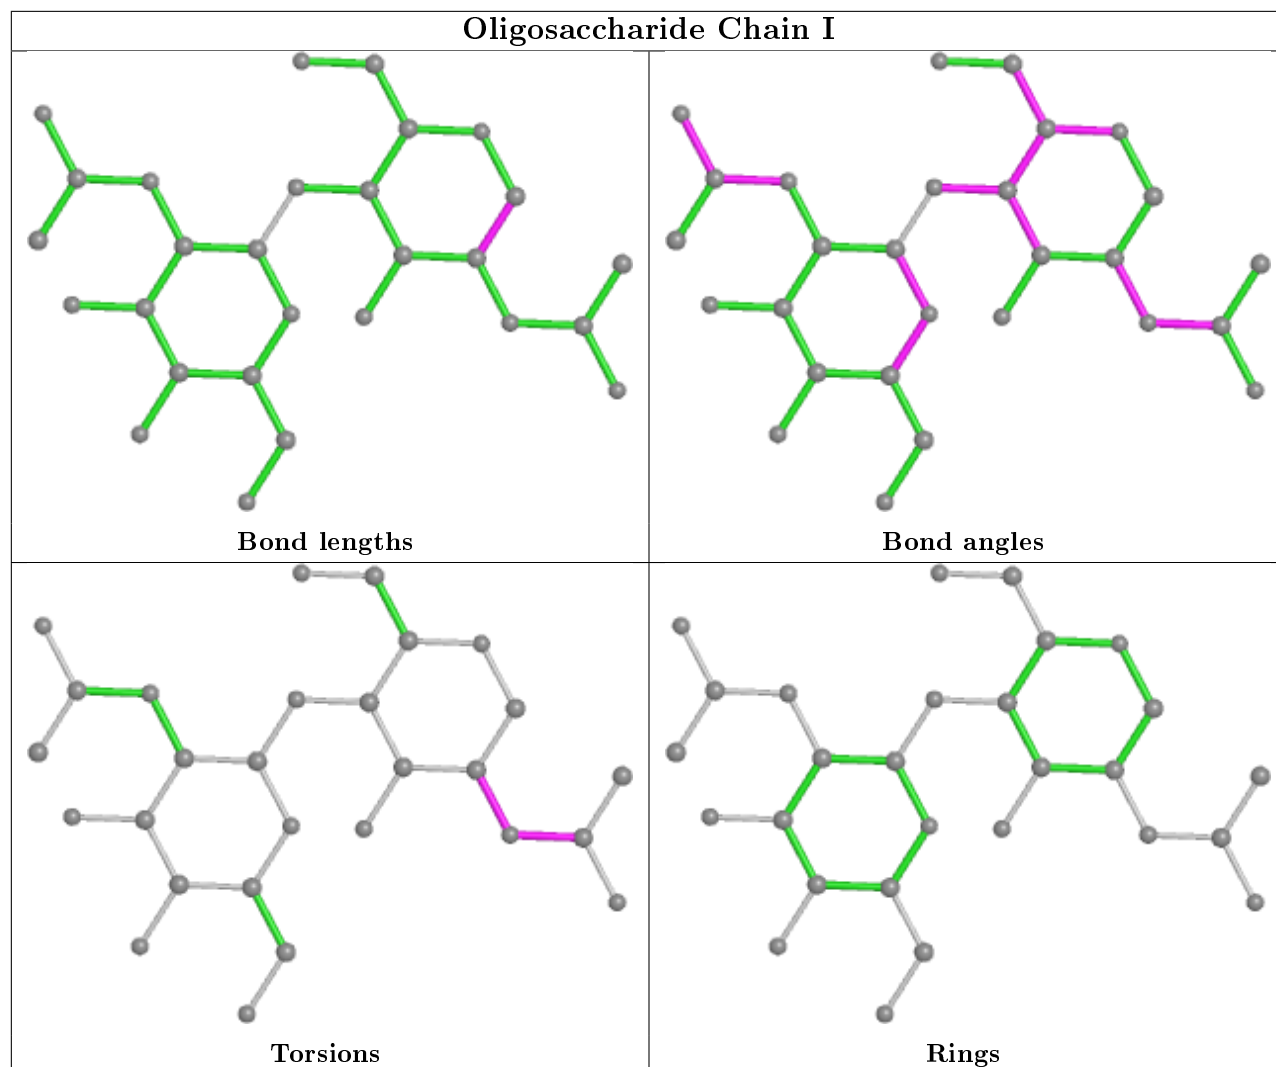 Oligosaccharide Chain I
Bond lengths
Bond angles
Torsions
Rings